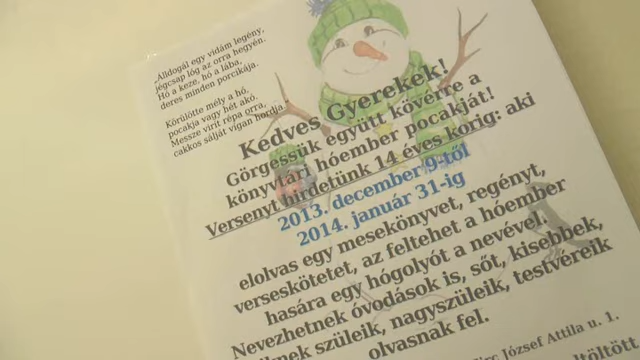 „Álldogál egy vidám legény,
jégcsap lóg az orra hegyén.
Hó a keze, hó a lába,
deres minden porcikája.
Körülötte mély a hó,
pocakja vagy hét akó.
Messze virít répa orra,
cakkos sálját vígan hordja.
Kedves Gyerekek!
Görgessük együtt kövérre a
könyvtári hóember pocakját!
Versenyt hirdetünk 14 éves korig: aki
2013. december 9-től
2014. január 31-ig
elolvas egy mesekönyvet, regényt,
verseskötetet, az feltehet a hóember
hasára egy hógolyót a nevével.
Nevezhetnek óvodások is, sőt, kisebbek,
szüleik, nagyszüleik, testvéreik
olvasnak fel.
József Attila u. 1.